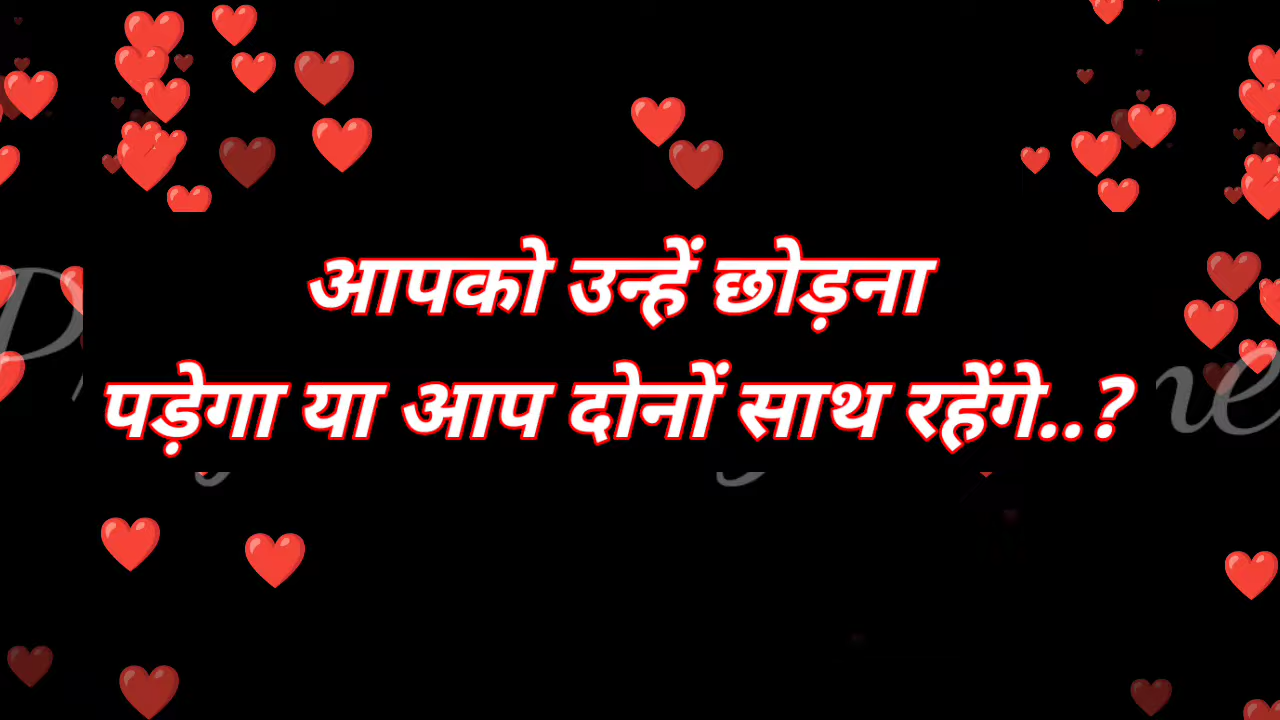 आपको उन्हें छोड़ना
पड़ेगा या आप दोनों साथ रहेंगे..?